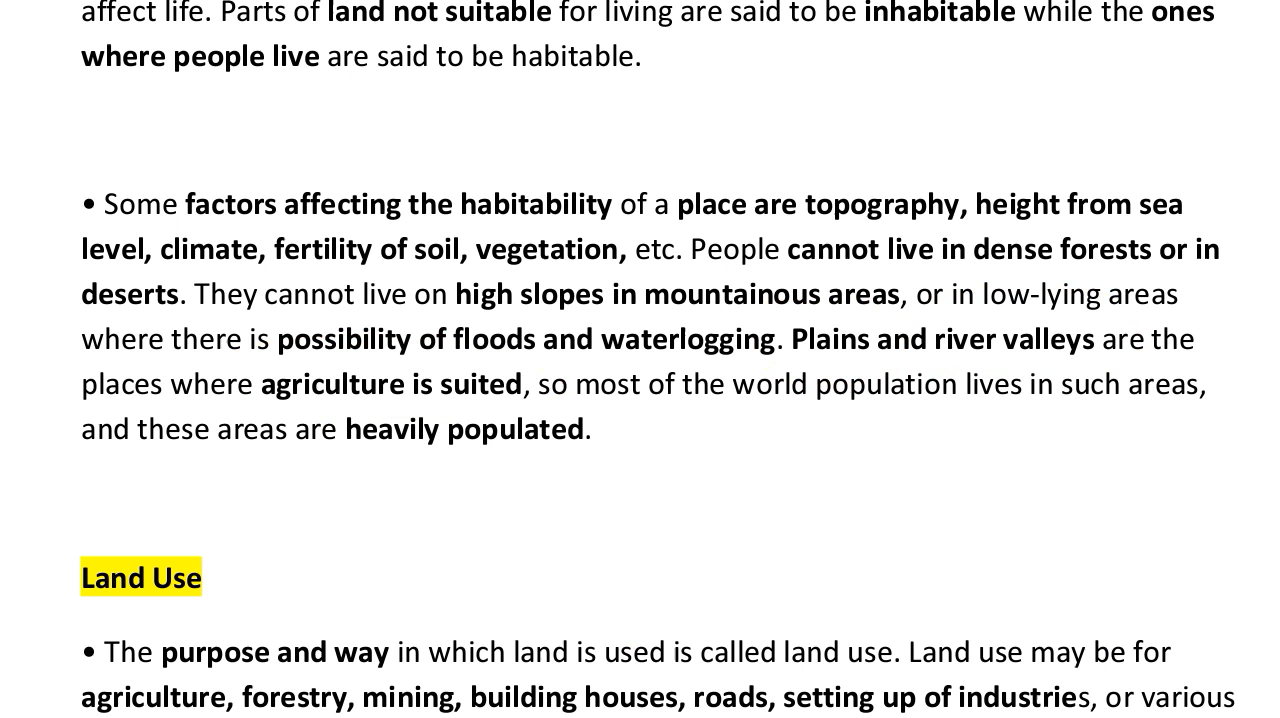 affect life. Parts of land not suitable for living are said to be inhabitable while the ones
where people live are said to be habitable.
• Some factors affecting the habitability of a place are topography, height from sea
level, climate, fertility of soil, vegetation, etc. People cannot live in dense forests or in
deserts. They cannot live on high slopes in mountainous areas, or in low-lying areas
where there is possibility of floods and waterlogging. Plains and river valleys are the
places where agriculture is suited, so most of the world population lives in such areas,
and these areas are heavily populated.
Land Use
• The purpose and way in which land is used is called land use. Land use may be for
agriculture, forestry, mining, building houses, roads, setting up of industries, or various